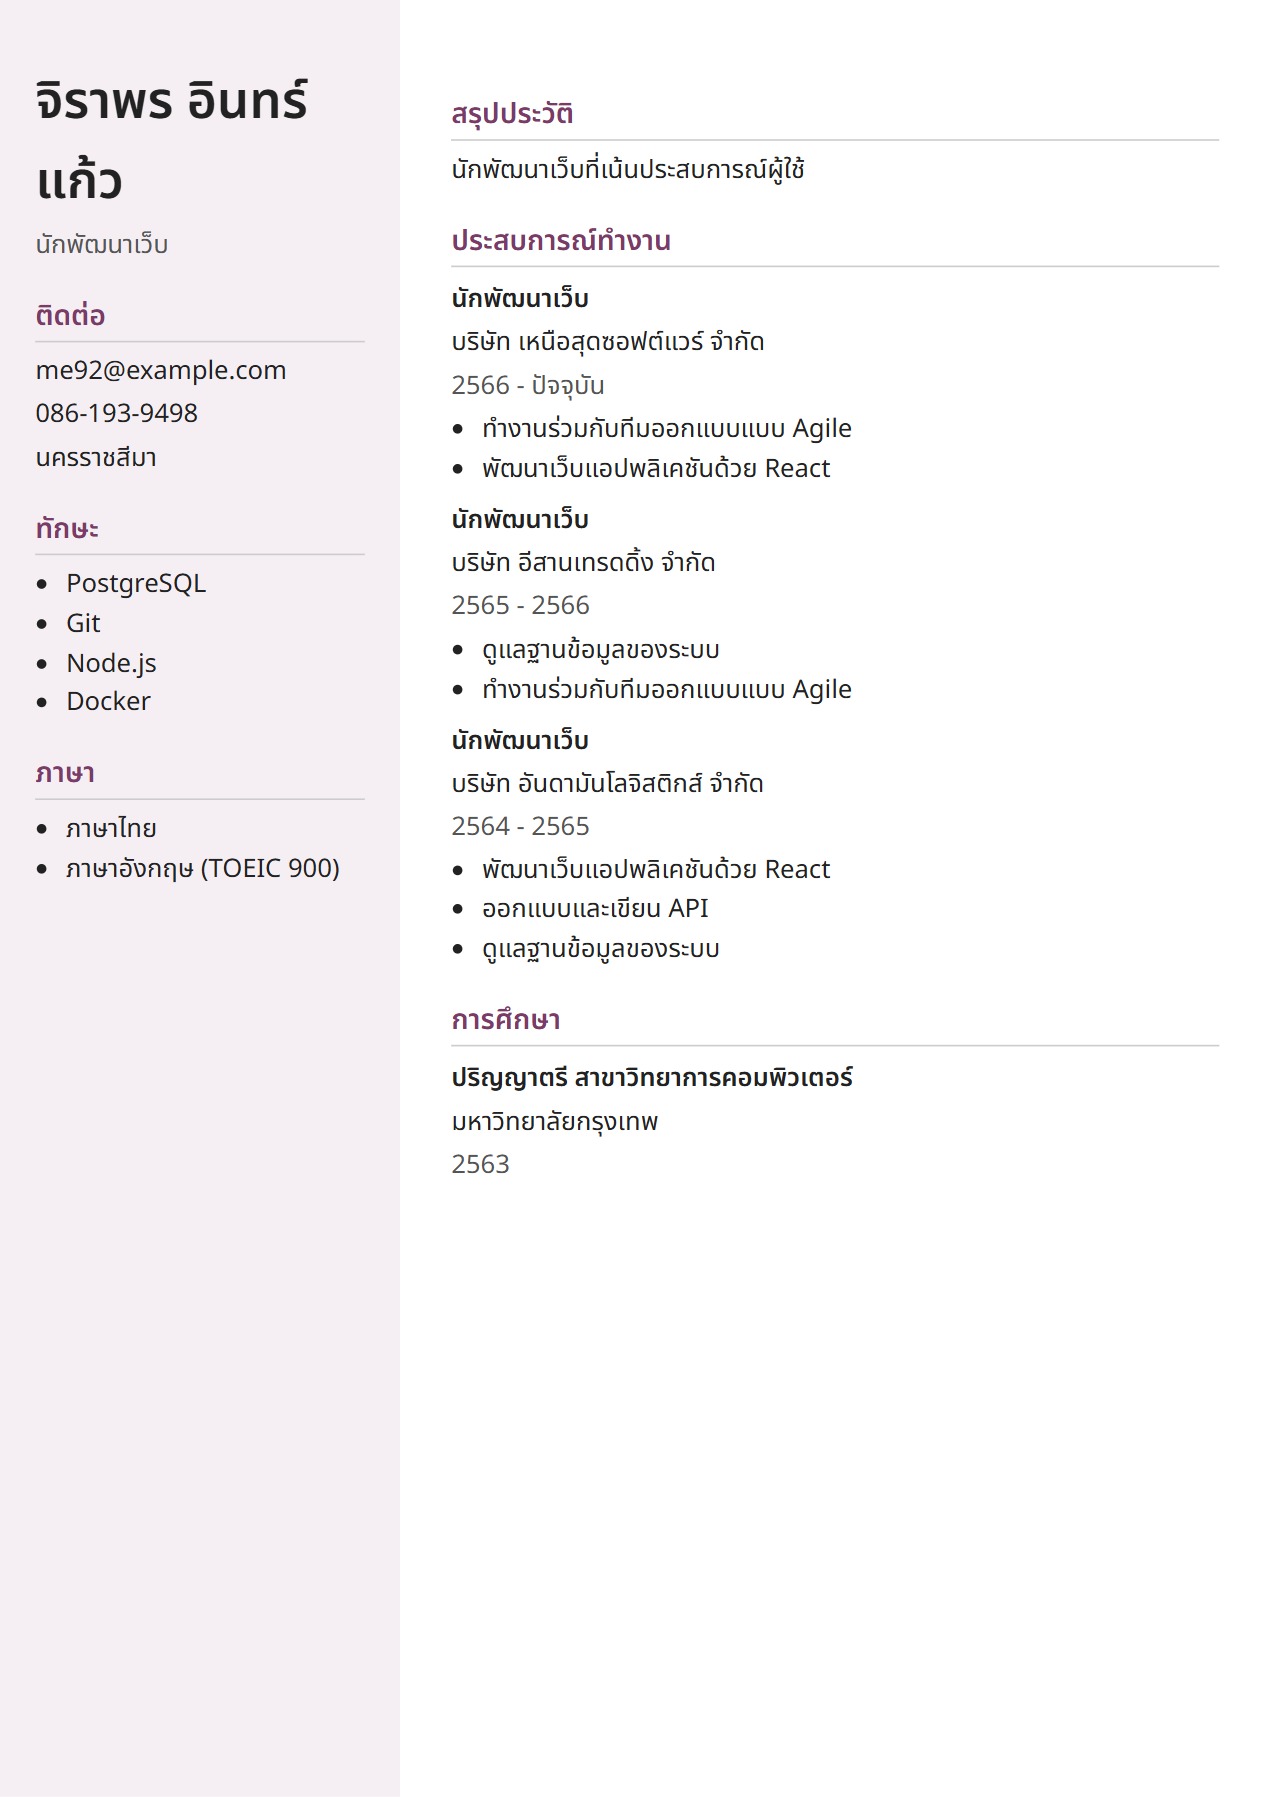 จิราพร อินทร์
แก้ว
นักพัฒนาเว็บ
ติดต่อ
me92@example.com
086-193-9498
นครราชสีมา
ทักษะ
PostgreSQL
Git
Node.js
Docker
ภาษา
ภาษาไทย
ภาษาอังกฤษ (TOEIC 900)
สรุปประวัติ
นักพัฒนาเว็บที่เน้นประสบการณ์ผู้ใช้
ประสบการณ์ทำงาน
นักพัฒนาเว็บ
บริษัท เหนือสุดซอฟต์แวร์ จำกัด
2566 - ปัจจุบัน
ทำงานร่วมกับทีมออกแบบแบบ Agile
พัฒนาเว็บแอปพลิเคชันด้วย React
นักพัฒนาเว็บ
บริษัท อีสานเทรดดิ้ง จำกัด
2565 - 2566
ดูแลฐานข้อมูลของระบบ
ทำงานร่วมกับทีมออกแบบแบบ Agile
นักพัฒนาเว็บ
บริษัท อันดามันโลจิสติกส์ จำกัด
2564 - 2565
พัฒนาเว็บแอปพลิเคชันด้วย React
ออกแบบและเขียน API
ดูแลฐานข้อมูลของระบบ
การศึกษา
ปริญญาตรี สาขาวิทยาการคอมพิวเตอร์
มหาวิทยาลัยกรุงเทพ
2563